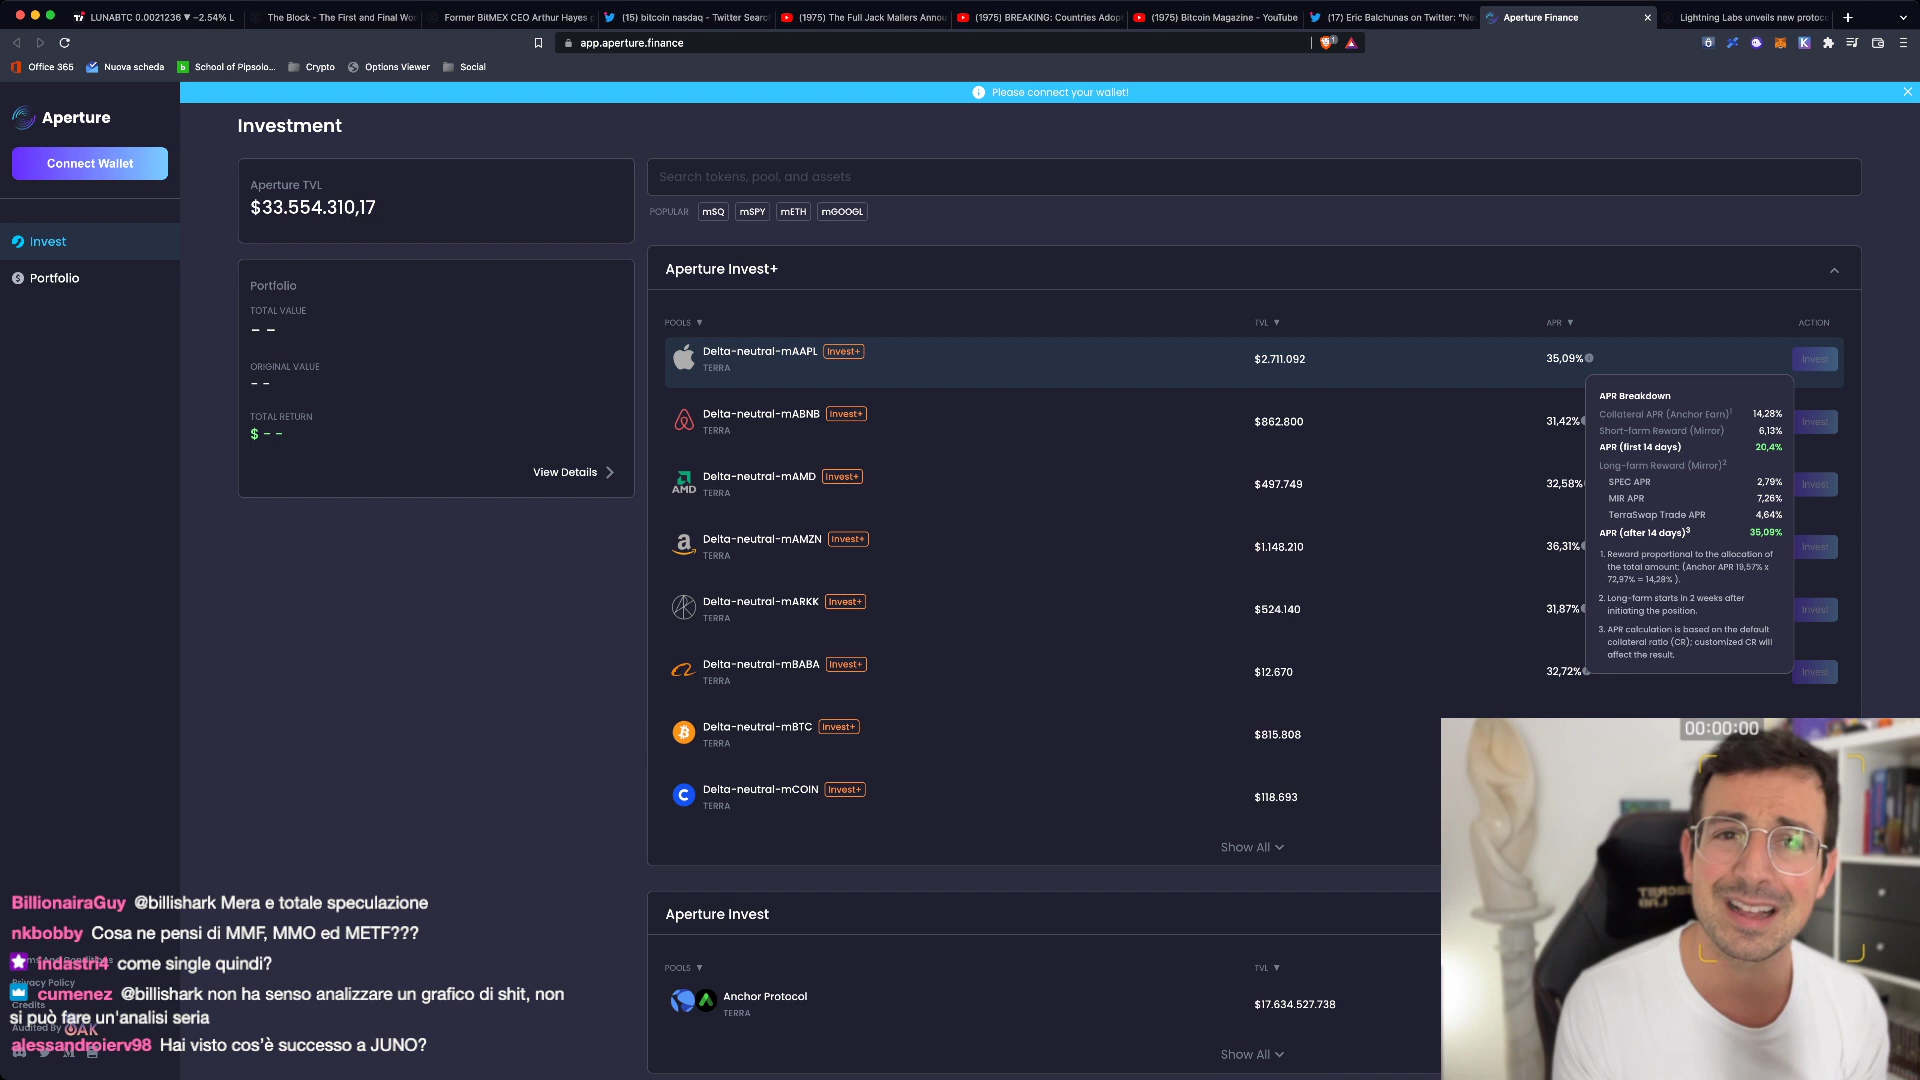 LUNABTC 0.0021236 ▼ −2.54% L
The Block - The First and Final Wor
Former BitMEX CEO Arthur Hayes p
(15) bitcoin nasdaq - Twitter Searc
(1975) The Full Jack Mallers Annou
(1975) BREAKING: Countries Adop
(1975) Bitcoin Magazine - YouTube
(17) Eric Balchunas on Twitter: "Ne
Aperture Finance
Lightning Labs unveils new protoco
app.aperture.finance
Office 365
Nuova scheda
School of Pipsolo...
Crypto
Options Viewer
Social
Please connect your wallet!
Aperture
Connect Wallet
Invest
Portfolio
Investment
Aperture TVL
$33.554.310,17
Portfolio
TOTAL VALUE
– –
ORIGINAL VALUE
– –
TOTAL RETURN
$ – –
View Details
Search tokens, pool, and assets
POPULAR mSQ mSPY mETH mGOOGL
Aperture Invest+
POOLS ▼ TVL ▼ APR ▼ ACTION
Delta-neutral-mAAPL Invest+
TERRA
$2.711.092
35,09%
Invest
Delta-neutral-mABNB Invest+
TERRA
$862.800
31,42%
Invest
Delta-neutral-mAMD Invest+
TERRA
AMD
$497.749
32,58%
Invest
Delta-neutral-mAMZN Invest+
TERRA
$1.148.210
36,31%
Invest
Delta-neutral-mARKK Invest+
TERRA
$524.140
31,87%
Invest
Delta-neutral-mBABA Invest+
TERRA
$12.670
32,72%
Invest
Delta-neutral-mBTC Invest+
TERRA
$815.808
Delta-neutral-mCOIN Invest+
TERRA
$118.693
Show All
APR Breakdown
Collateral APR (Anchor Earn)1 14,28%
Short-farm Reward (Mirror) 6,13%
APR (first 14 days) 20,4%
Long-farm Reward (Mirror)2
SPEC APR 2,79%
MIR APR 7,26%
TerraSwap Trade APR 4,64%
APR (after 14 days)3 35,09%
1. Reward proportional to the allocation of
the total amount: (Anchor APR 19,57% x
72,97% = 14,28% ).
2. Long-farm starts in 2 weeks after
initiating the position.
3. APR calculation is based on the default
collateral ratio (CR); customized CR will
affect the result.
Aperture Invest
POOLS ▼ TVL ▼
Anchor Protocol
TERRA
$17.634.527.738
Show All
00:00:00
BillionairaGuy @billishark Mera e totale speculazione
nkbobby Cosa ne pensi di MMF, MMO ed METF???
indastri4 come single quindi?
Privacy Policy
cumenez @billishark non ha senso analizzare un grafico di shit, non
Credits
si può fare un'analisi seria
Audited By OAK
alessandroierv98 Hai visto cos'è successo a JUNO?